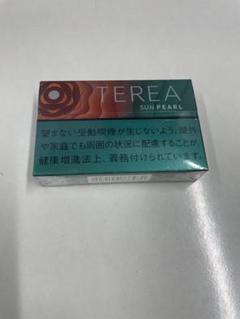 TEREA
SUN PEARL
望まない受動喫煙が生じないよう、屋外
や家庭でも周囲の状況に配慮することが、
健康増進法上、義務付けられています。